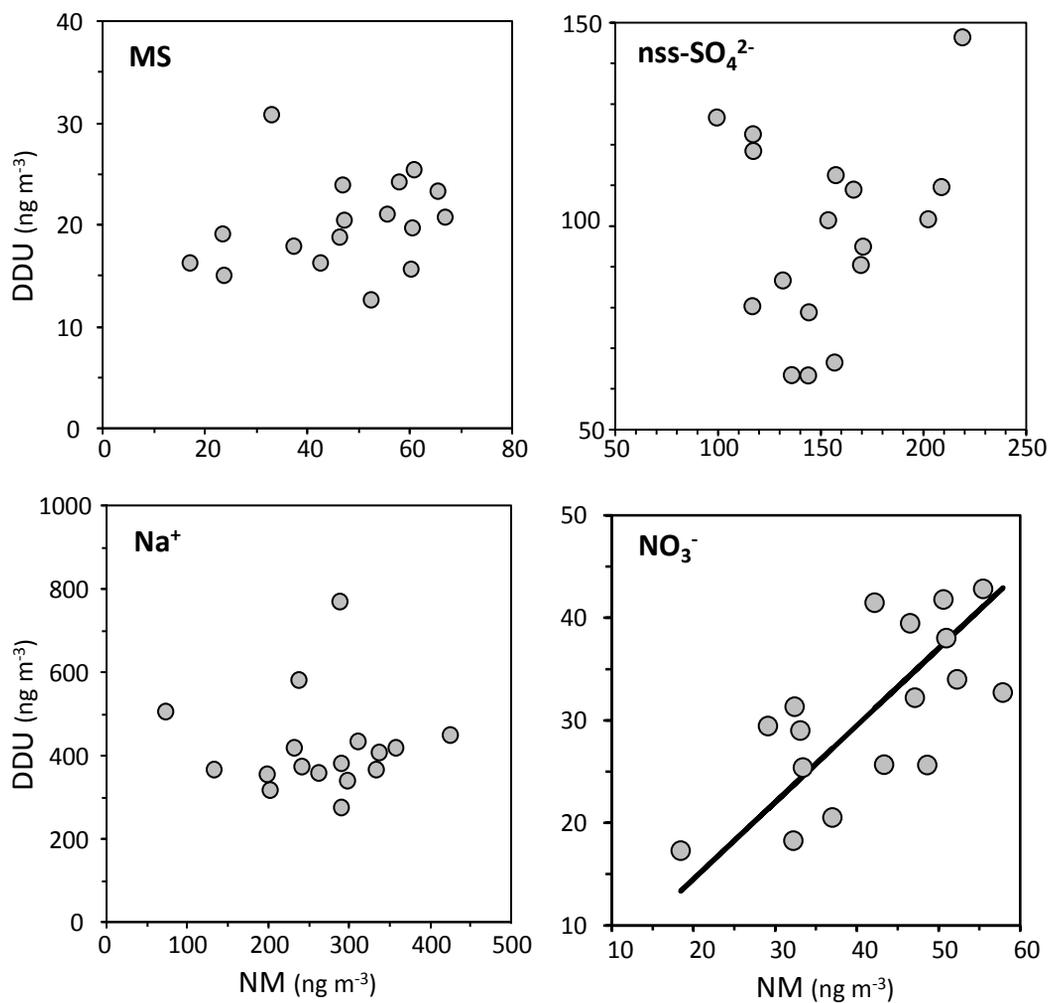 MS
40
30
20
10
0
DDU (ng m⁻³)
0 20 40 60 80
nss-SO₄²⁻
150
100
50
50 100 150 200 250
Na⁺
1000
800
600
400
200
0
DDU (ng m⁻³)
0 100 200 300 400 500
NM (ng m⁻³)
NO₃⁻
50
40
30
20
10
10 20 30 40 50 60
NM (ng m⁻³)